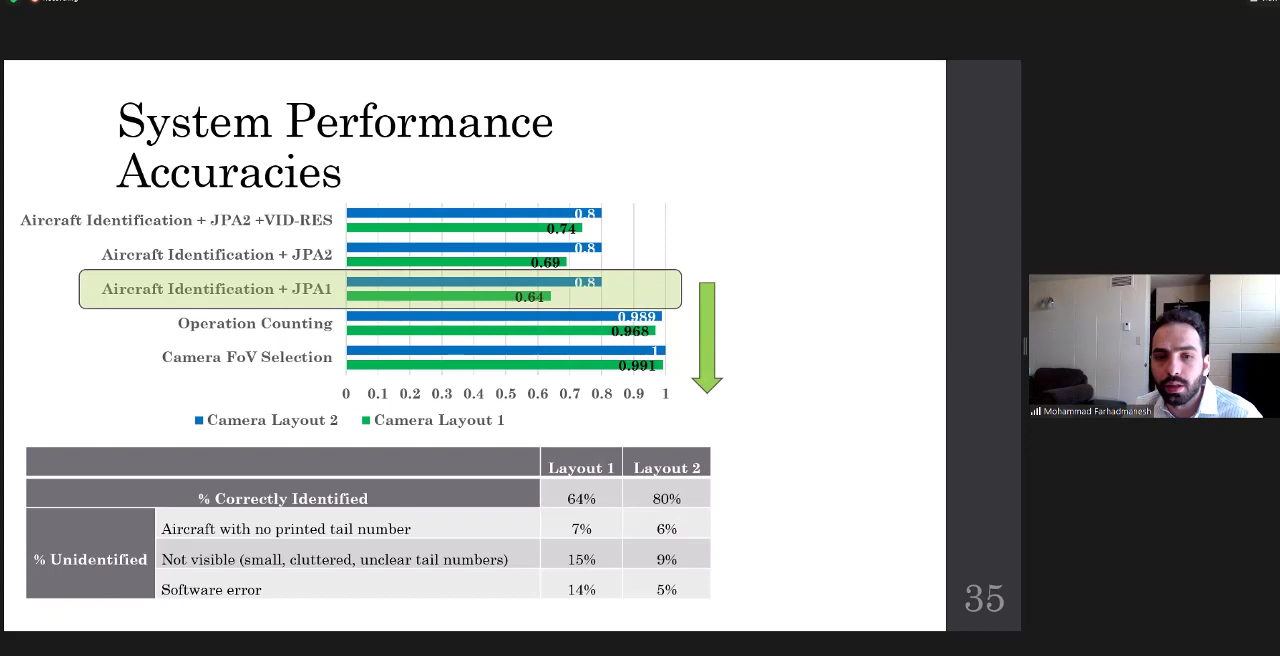 System Performance
Accuracies
Aircraft Identification + JPA2 +VID-RES
0.8
0.74
Aircraft Identification + JPA2
0.8
0.69
Aircraft Identification + JPA1
0.8
0.64
Operation Counting
0.989
0.968
Camera FoV Selection
1
0.991
0 0.1 0.2 0.3 0.4 0.5 0.6 0.7 0.8 0.9 1
Camera Layout 2 Camera Layout 1
Layout 1 Layout 2
% Correctly Identified 64% 80%
% Unidentified
Aircraft with no printed tail number 7% 6%
Not visible (small, cluttered, unclear tail numbers) 15% 9%
Software error 14% 5%
35
Mohammad Farhadmanesh